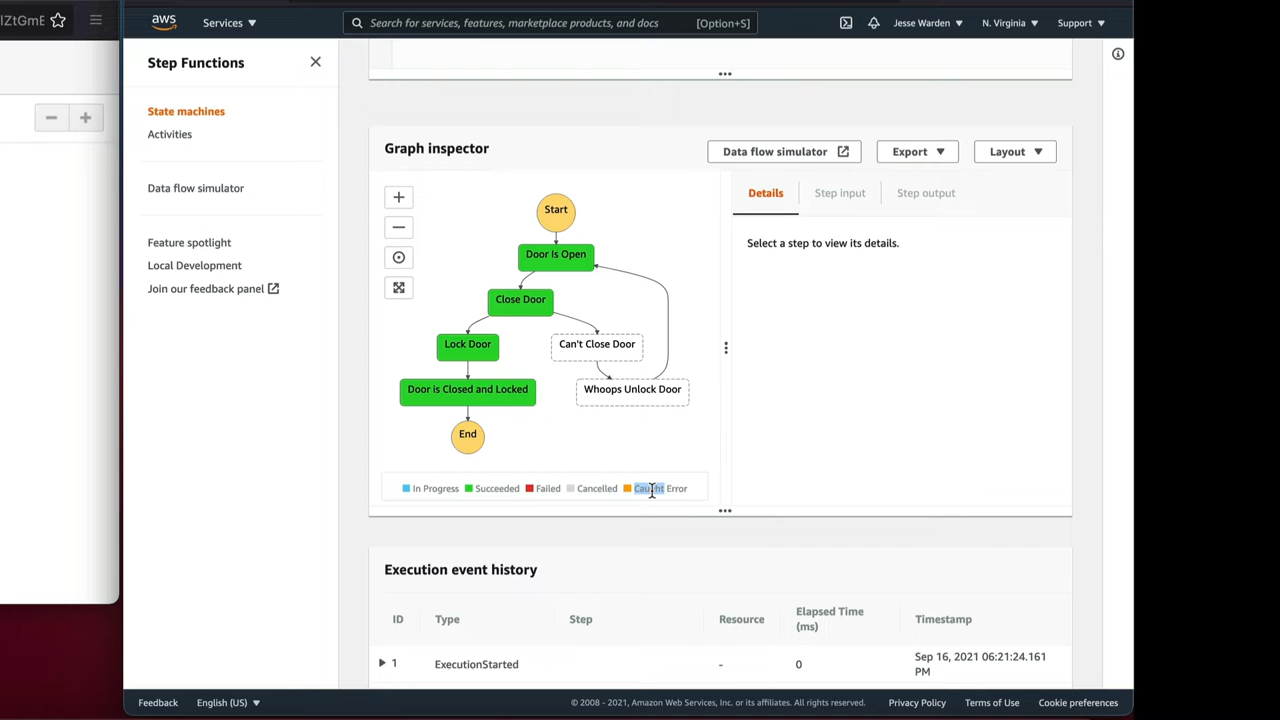 lZtGmE
aws
Services
Search for services, features, marketplace products, and docs
[Option+S]
Jesse Warden
N. Virginia
Support
Step Functions
State machines
Activities
Data flow simulator
Feature spotlight
Local Development
Join our feedback panel
Graph inspector
Data flow simulator
Export
Layout
Start
Door Is Open
Close Door
Lock Door
Can't Close Door
Door is Closed and Locked
Whoops Unlock Door
End
In Progress
Succeeded
Failed
Cancelled
Caught Error
Details
Step input
Step output
Select a step to view its details.
Execution event history
ID
Type
Step
Resource
Elapsed Time
(ms)
Timestamp
1
ExecutionStarted
-
0
Sep 16, 2021 06:21:24.161
PM
Feedback
English (US)
© 2008 - 2021, Amazon Web Services, Inc. or its affiliates. All rights reserved.
Privacy Policy
Terms of Use
Cookie preferences